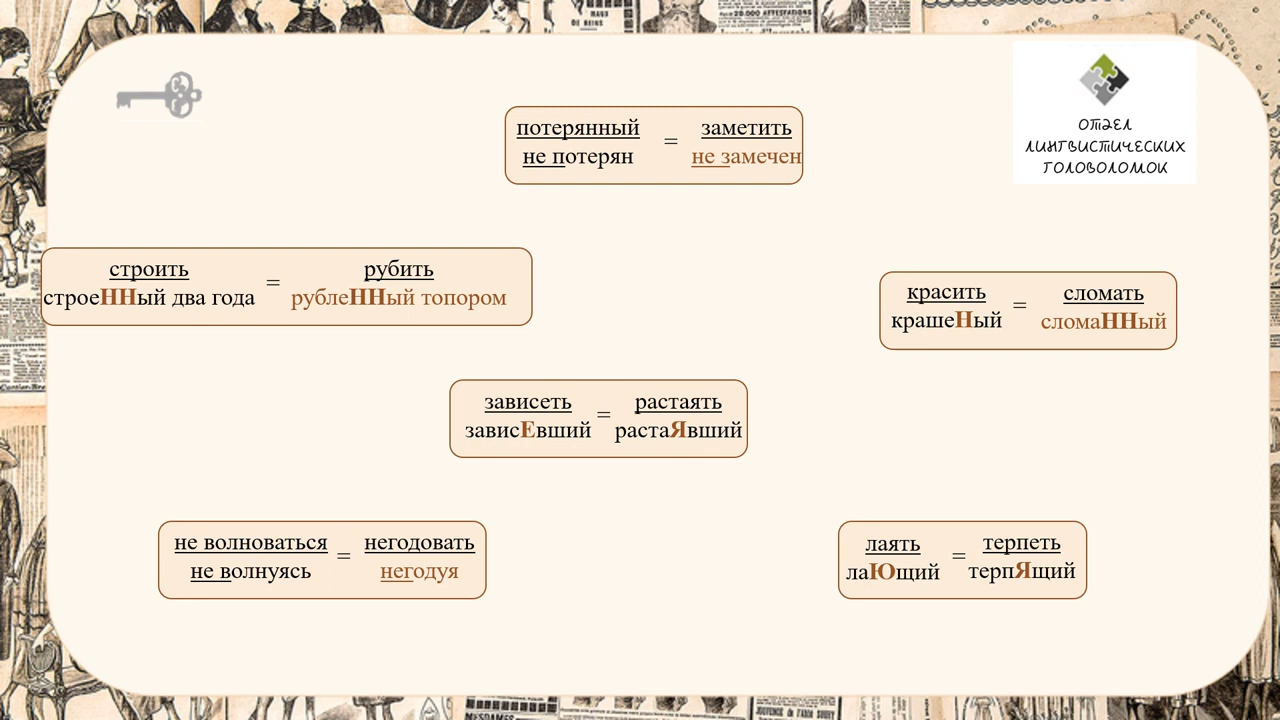 ОТДЕЛ
ЛИНГВИСТИЧЕСКИХ
ГОЛОВОЛОМОК
потерянный = заметить
не потерян не замечен
строить = рубить
строеННый два года рублеННый топором
красить = сломать
крашеНый сломаННый
зависеть = растаять
зависЕвший растаЯвший
не волноваться = негодовать
не волнуясь негодуя
лаять = терпеть
лаЮщий терпЯщий